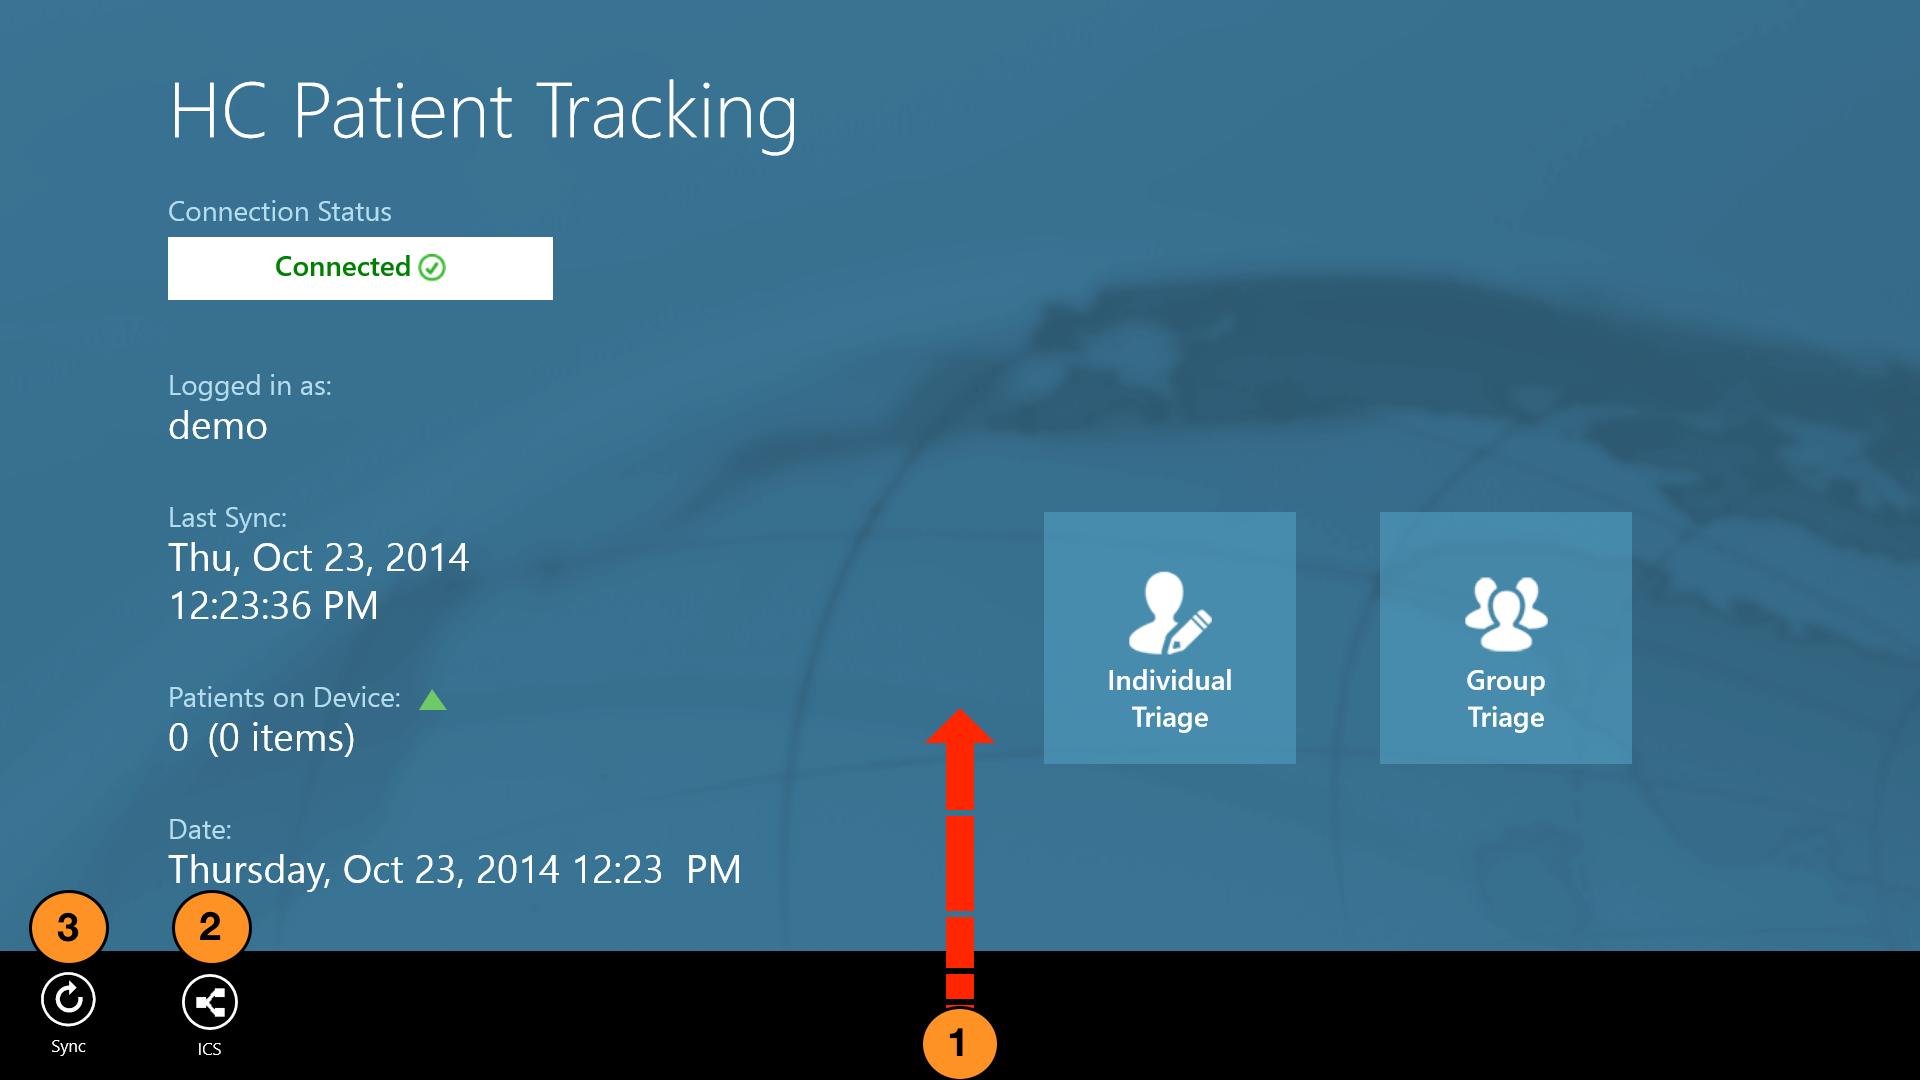 HC Patient Tracking
Connection Status
Connected
Logged in as:
demo
Last Sync:
Thu, Oct 23, 2014
12:23:36 PM
Patients on Device:
0 (0 items)
Date:
Thursday, Oct 23, 2014 12:23 PM
Individual
Triage
Group
Triage
3
2
1
Sync
ICS